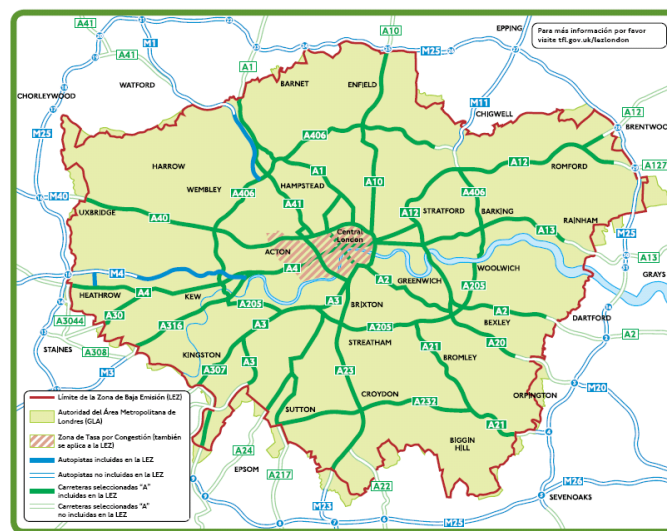 A41
A10
EPPING
Para más información por favor
visite tfl.gov.uk/lezlondon
M1
A41
A1
M25
WATFORD
BARNET
ENFIELD
CHORLEYWOOD
M11
CHIGWELL
A12
BRENTWOOD
M25
A406
HARROW
A12
ROMFORD
A127
WEMBLEY
A1
HAMPSTEAD
A10
A406
M40
A406
A41
STRATFORD
BARKING
UXBRIDGE
A12
RAINHAM
A40
Central
London
A13
M25
ACTON
A13
M4
A4
WOOLWICH
GRAYS
HEATHROW
A4
KEW
A2
GREENWICH
A205
A3
A205
BRIXTON
A30
A2
DARTFORD
A3044
A316
A3
A205
BEXLEY
A2
STAINES
STREATHAM
A21
A20
A308
KINGSTON
BROMLEY
M3
A307
A3
A23
M20
CROYDON
A232
ORPINGTON
SUTTON
A21
BIGGIN
HILL
A24
EPSOM
A217
A22
M26
M23
M25
SEVENOAKS
Límite de la Zona de Baja Emisión (LEZ)
Autoridad del Área Metropolitana de
Londres (GLA)
Zona de Tasa por Congestión (también
se aplica a la LEZ)
Autopistas incluidas en la LEZ
Autopistas no incluidas en la LEZ
Carreteras seleccionadas "A"
incluidas en la LEZ
Carreteras seleccionadas "A"
no incluidas en la LEZ